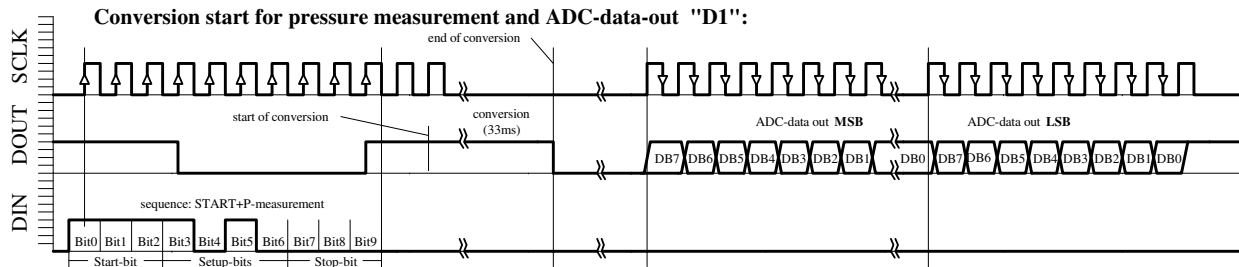 Conversion start for pressure measurement and ADC-data-out "D1":
end of conversion
SCLK
start of conversion
conversion
(33ms)
ADC-data out MSB
ADC-data out LSB
DOUT
DB7 DB6 DB5 DB4 DB3 DB2 DB1 DB0 DB7 DB6 DB5 DB4 DB3 DB2 DB1 DB0
sequence: START+P-measurement
DIN
Bit0 Bit1 Bit2 Bit3 Bit4 Bit5 Bit6 Bit7 Bit8 Bit9
Start-bit Setup-bits Stop-bit